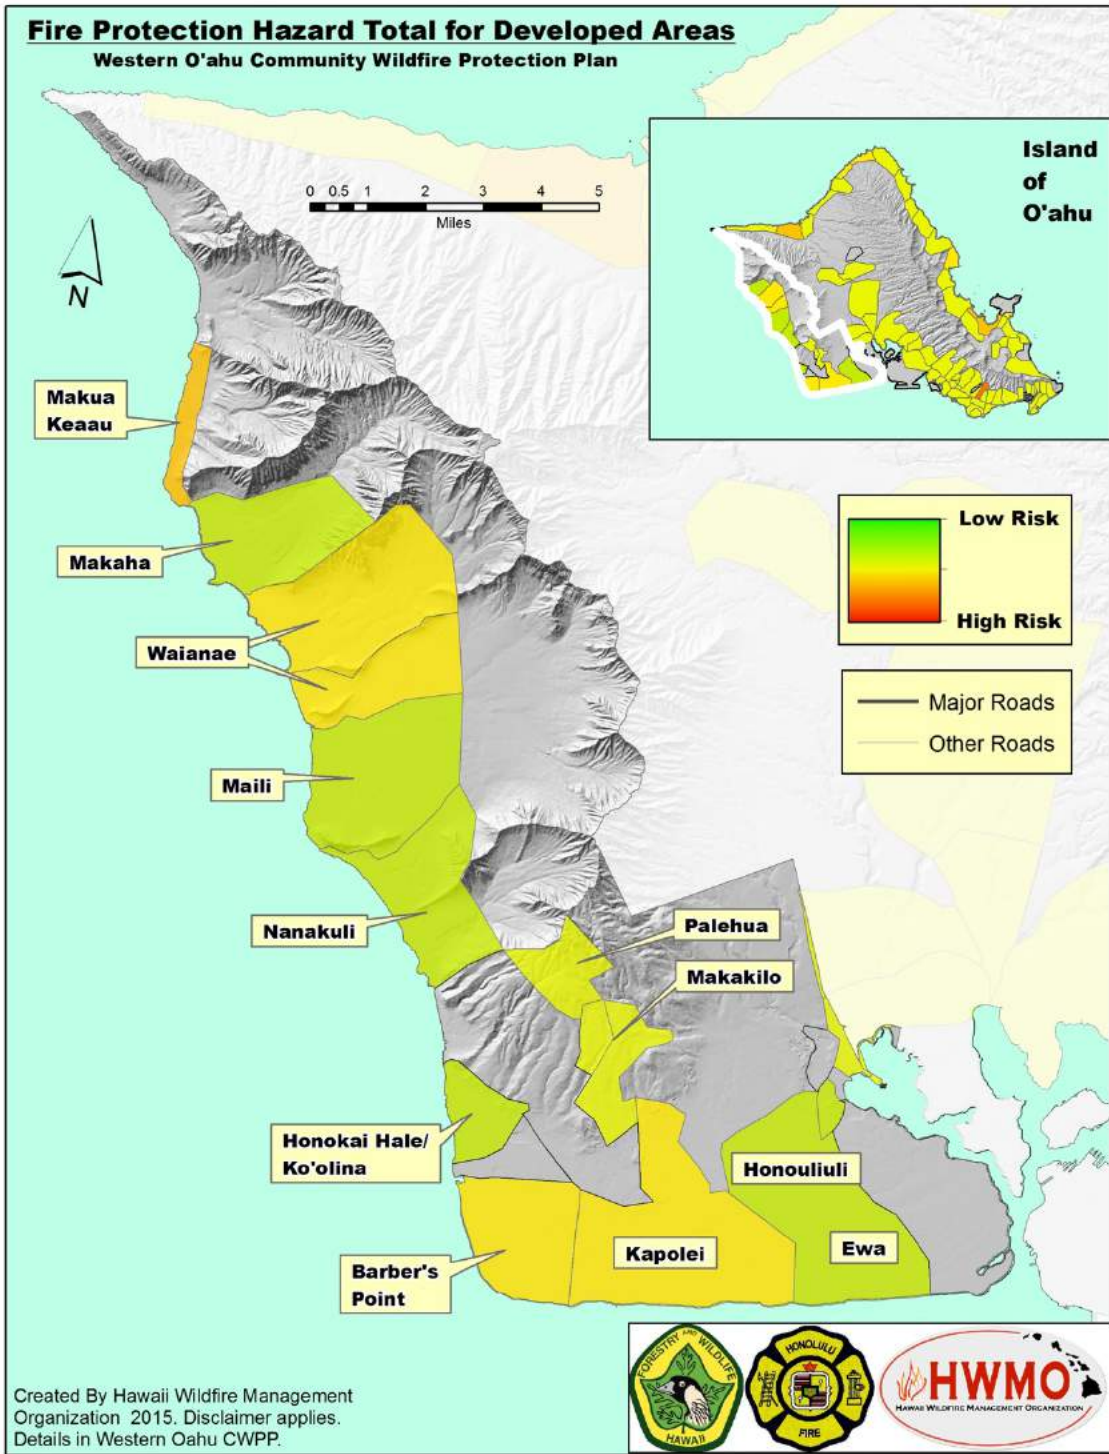 Fire Protection Hazard Total for Developed Areas
Western O'ahu Community Wildfire Protection Plan
Island
of
O'ahu
0 0.5 1 2 3 4 5
Miles
N
Makua
Keaau
Makaha
Waianae
Maili
Nanakuli
Palehua
Makakilo
Honokai Hale/
Ko'olina
Honouliuli
Barber's
Point
Kapolei
Ewa
Low Risk
High Risk
Major Roads
Other Roads
FORESTRY AND WILDLIFE
HAWAII
HONOLULU
FIRE
HWMO
HAWAII WILDFIRE MANAGEMENT ORGANIZATION
Created By Hawaii Wildfire Management
Organization 2015. Disclaimer applies.
Details in Western Oahu CWPP.